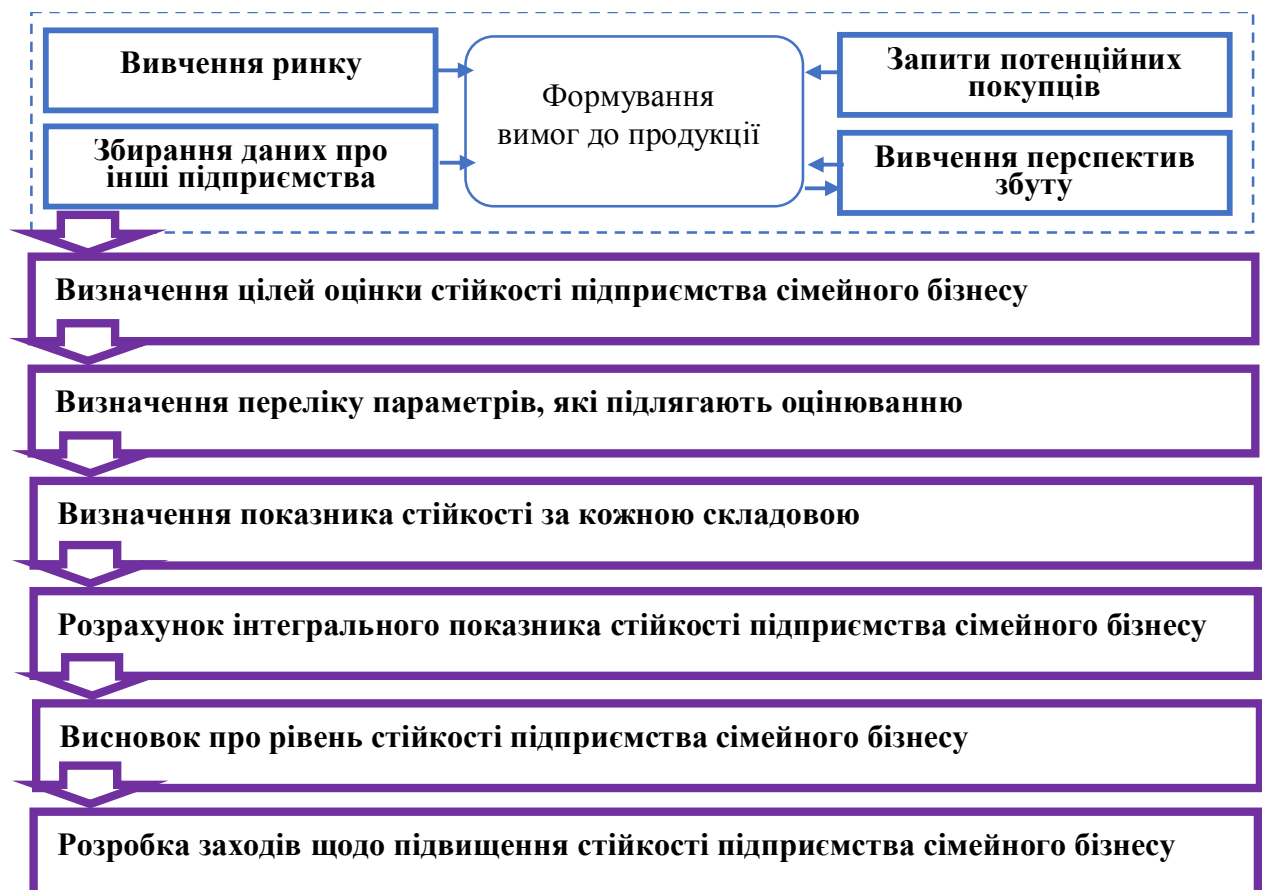 Вивчення ринку
Збирання даних про
інші підприємства
Формування
вимог до продукції
Запити потенційних
покупців
Вивчення перспектив
збуту
Визначення цілей оцінки стійкості підприємства сімейного бізнесу
Визначення переліку параметрів, які підлягають оцінюванню
Визначення показника стійкості за кожною складовою
Розрахунок інтегрального показника стійкості підприємства сімейного бізнесу
Висновок про рівень стійкості підприємства сімейного бізнесу
Розробка заходів щодо підвищення стійкості підприємства сімейного бізнесу